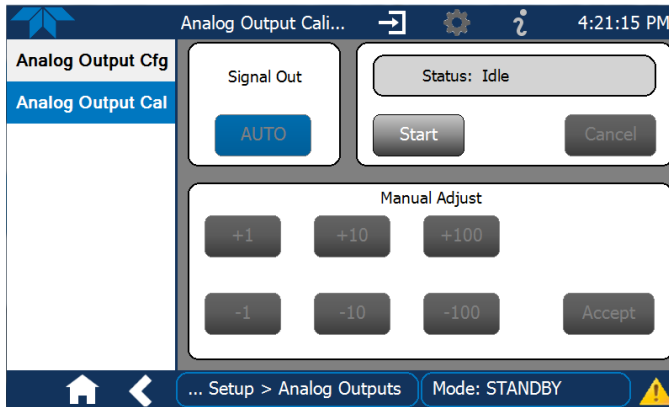 Analog Output Cali... 4:21:15 PM
Analog Output Cfg
Analog Output Cal
Signal Out
AUTO
Status: Idle
Start
Cancel
Manual Adjust
+1
+10
+100
-1
-10
-100
Accept
... Setup > Analog Outputs
Mode: STANDBY